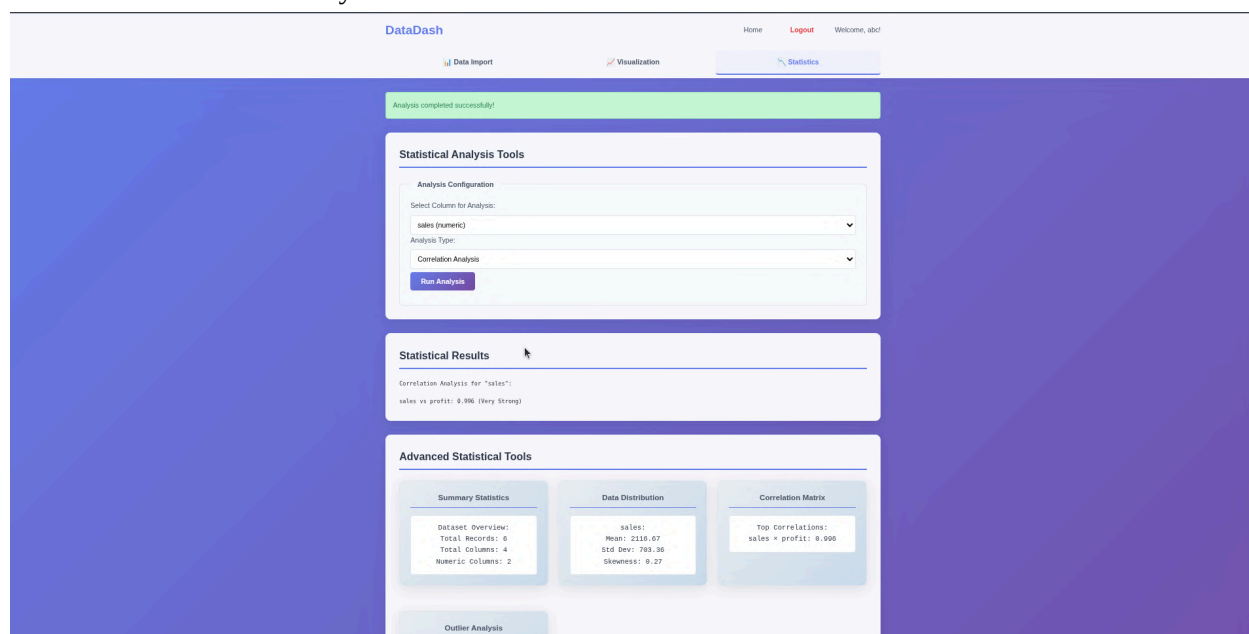 DataDash
Home Logout Welcome, abc!
Data Import Visualization Statistics
Analysis completed successfully!
Statistical Analysis Tools
Analysis Configuration
Select Column for Analysis:
sales (numeric)
Analysis Type:
Correlation Analysis
Run Analysis
Statistical Results
Correlation Analysis for "sales":
sales vs profit: 0.996 (Very Strong)
Advanced Statistical Tools
Summary Statistics
Dataset Overview:
Total Records: 6
Total Columns: 4
Numeric Columns: 2
Data Distribution
sales:
Mean: 2116.67
Std Dev: 703.36
Skewness: 0.27
Correlation Matrix
Top Correlations:
sales × profit: 0.996
Outlier Analysis